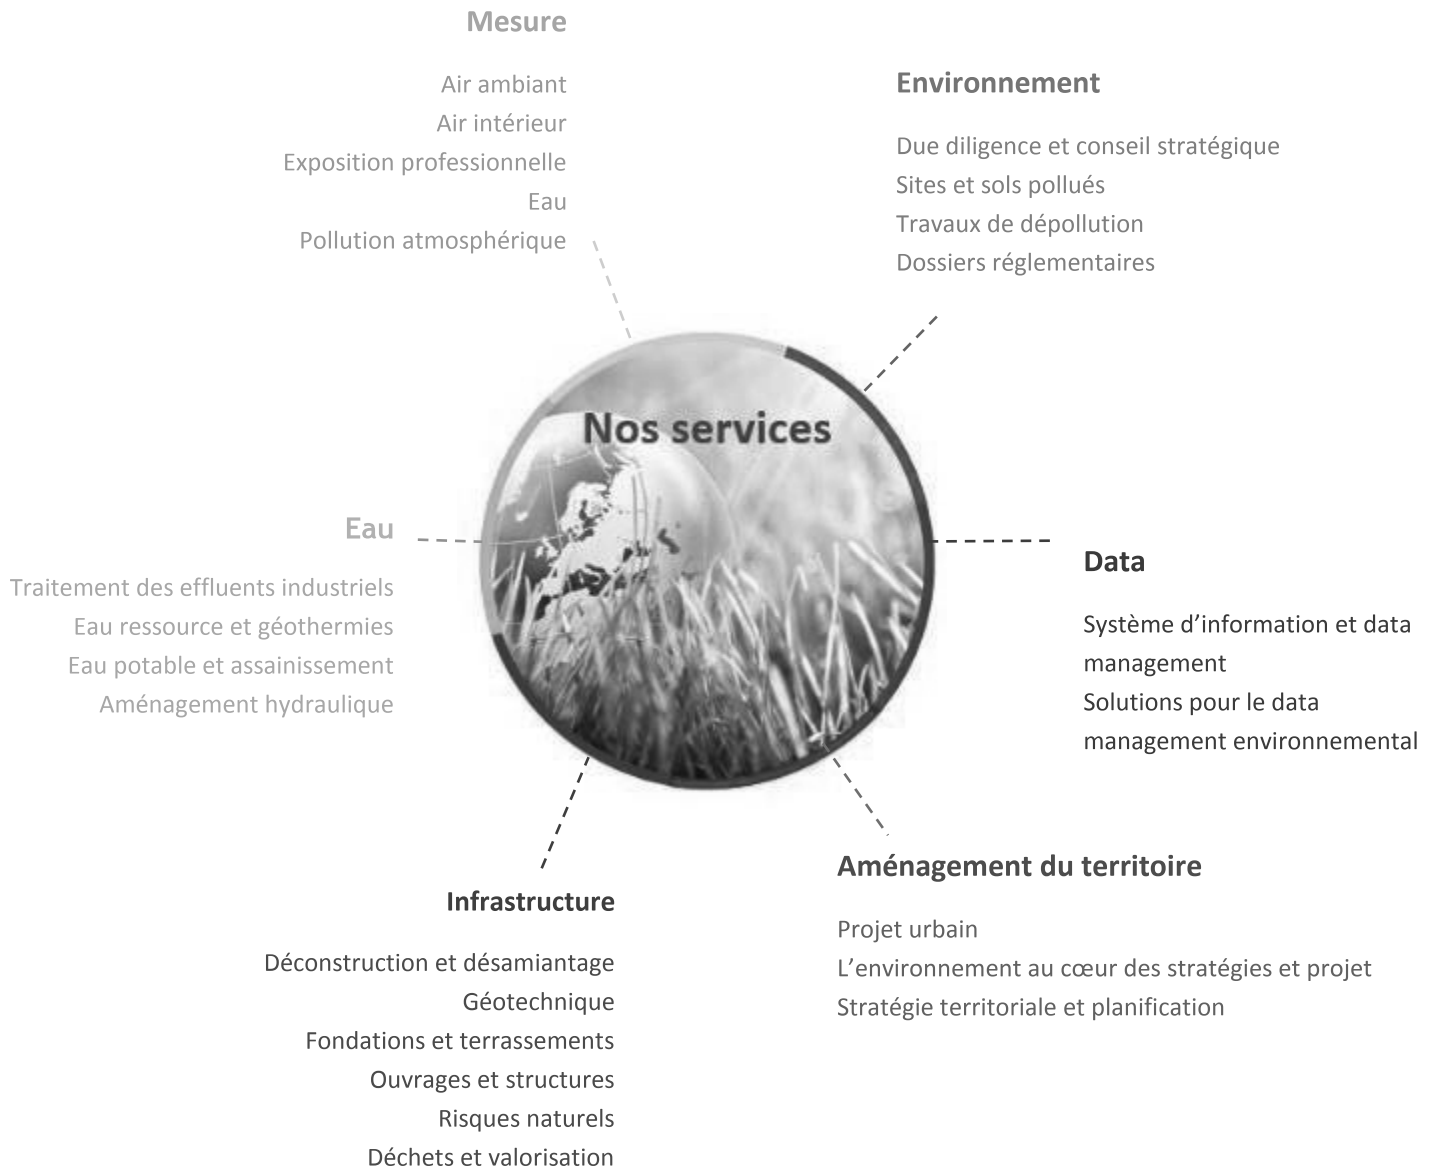 Mesure
Air ambiant
Air intérieur
Exposition professionnelle
Eau
Pollution atmosphérique
Environnement
Due diligence et conseil stratégique
Sites et sols pollués
Travaux de dépollution
Dossiers réglementaires
Nos services
Eau
Traitement des effluents industriels
Eau ressource et géothermies
Eau potable et assainissement
Aménagement hydraulique
Data
Système d’information et data
management
Solutions pour le data
management environnemental
Infrastructure
Déconstruction et désamiantage
Géotechnique
Fondations et terrassements
Ouvrages et structures
Risques naturels
Déchets et valorisation
Aménagement du territoire
Projet urbain
L’environnement au cœur des stratégies et projet
Stratégie territoriale et planification